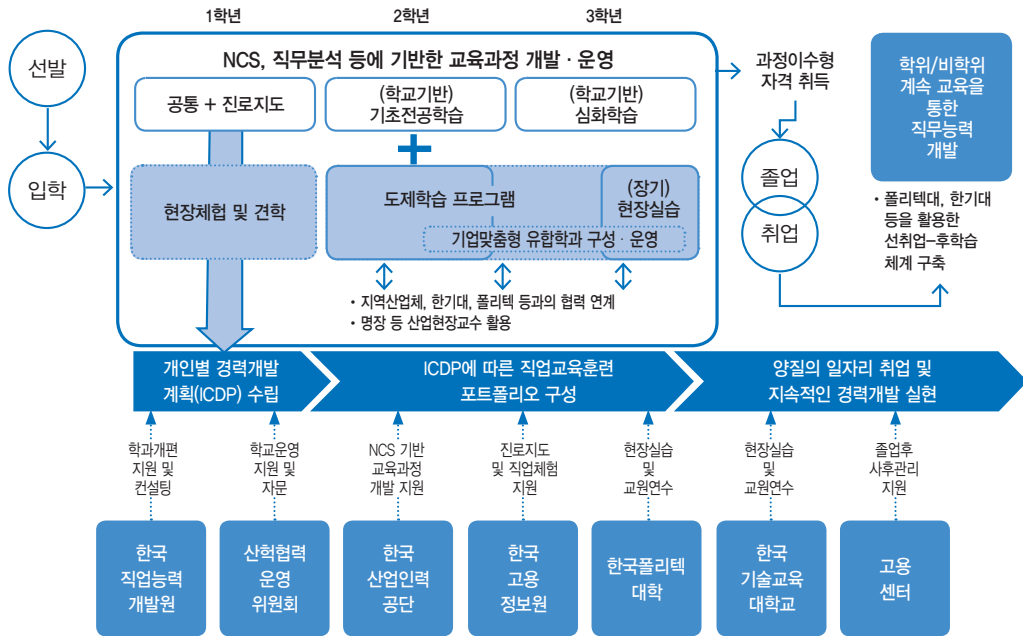 1학년
2학년
3학년
선발
입학
NCS, 직무분석 등에 기반한 교육과정 개발 · 운영
공통 + 진로지도
(학교기반)
기초전공학습
(학교기반)
심화학습
+
현장체험 및 견학
도제학습 프로그램
(장기)
현장실습
기업맞춤형 유합학과 구성 · 운영
• 지역산업체, 한기대, 폴리텍 등과의 협력 연계
• 명장 등 산업현장교수 활용
과정이수형
자격 취득
졸업
취업
학위/비학위
계속 교육을
통한
직무능력
개발
• 폴리텍대, 한기대
등을 활용한
선취업–후학습
체계 구축
개인별 경력개발
계획(ICDP) 수립
ICDP에 따른 직업교육훈련
포트폴리오 구성
양질의 일자리 취업 및
지속적인 경력개발 실현
학과개편
지원 및
컨설팅
학교운영
지원 및
자문
NCS 기반
교육과정
개발 지원
진로지도
및 직업체험
지원
현장실습
및
교원연수
현장실습
및
교원연수
졸업후
사후관리
지원
한국
직업능력
개발원
산학협력
운영
위원회
한국
산업인력
공단
한국
고용
정보원
한국폴리텍
대학
한국
기술교육
대학교
고용
센터